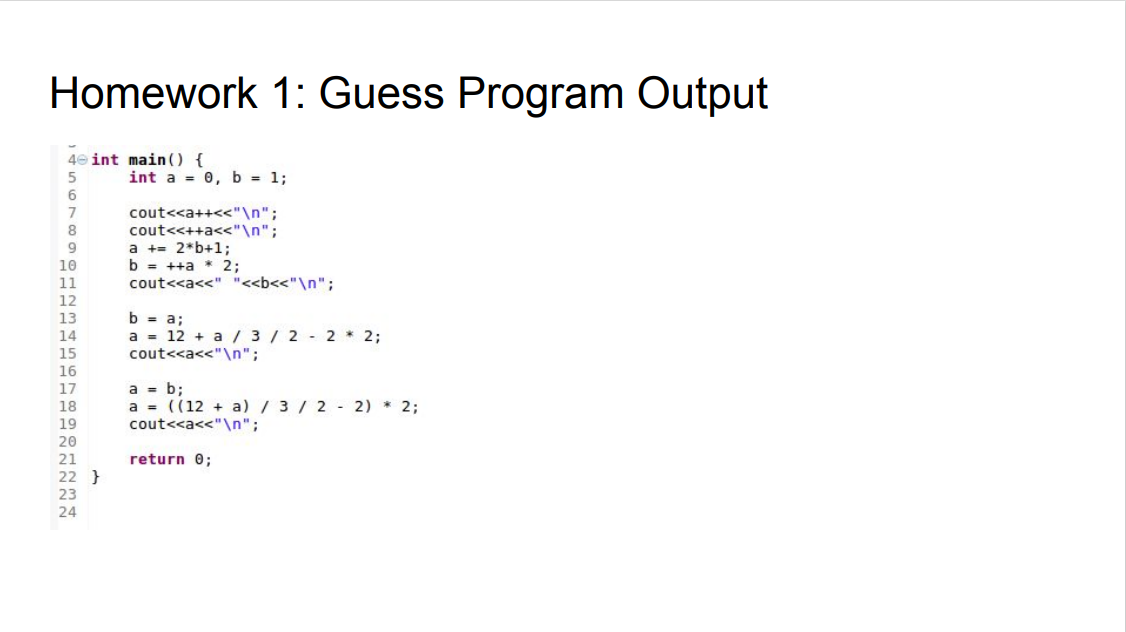 Homework 1: Guess Program Output
4 int main() {
5 int a = 0, b = 1;
6
7 cout<<a++<<"\n";
8 cout<<++a<<"\n";
9 a += 2*b+1;
10 b = ++a * 2;
11 cout<<a<<" "<<b<<"\n";
12
13 b = a;
14 a = 12 + a / 3 / 2 - 2 * 2;
15 cout<<a<<"\n";
16
17 a = b;
18 a = ((12 + a) / 3 / 2 - 2) * 2;
19 cout<<a<<"\n";
20
21 return 0;
22 }
23
24